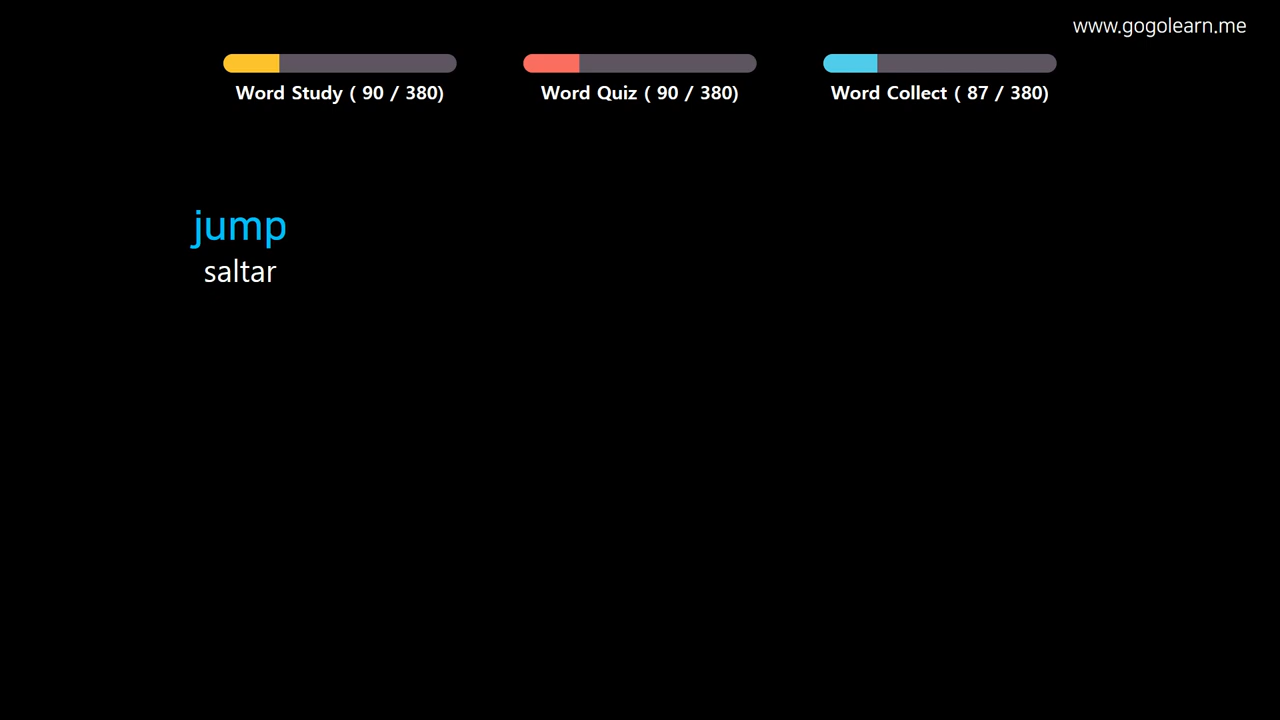 www.gogolearn.me
Word Study ( 90 / 380)
Word Quiz ( 90 / 380)
Word Collect ( 87 / 380)
jump
saltar